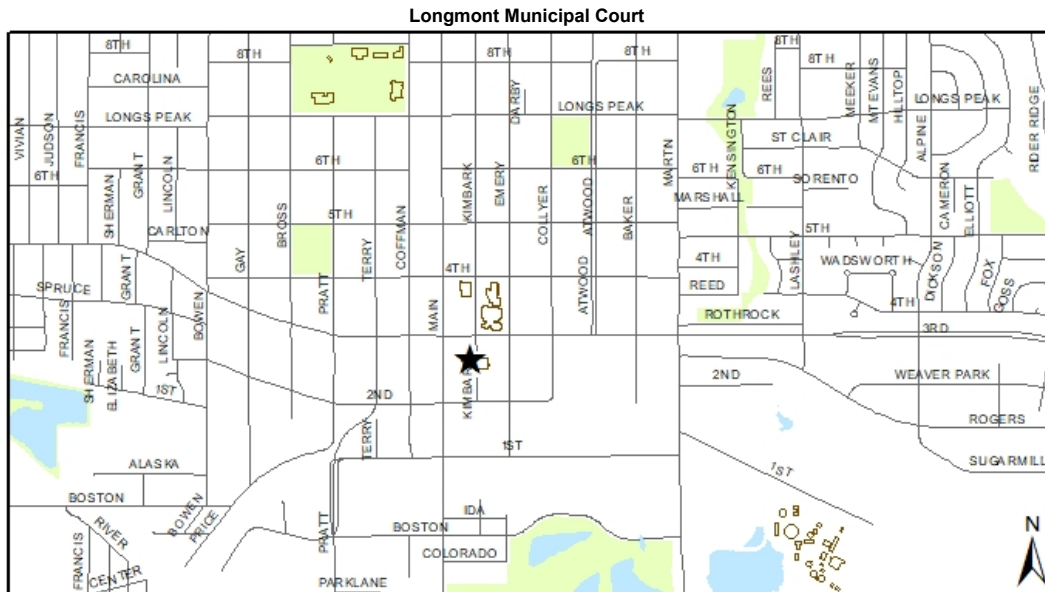 Longmont Municipal Court
8TH
8TH
8TH
8TH
8TH
8TH
CAROLINA
REES
MEEKER
MT EVANS
HILLTOP
LONGS PEAK
LONGS PEAK
LONGS PEAK
DARBY
VIVIAN
JUDSON
FRANCIS
KENSINGTON
ST CLAIR
ALPINE
RIDER RIDGE
6TH
GRANT
LINCOLN
6TH
6TH
MARTIN
6TH
6TH
SORENTO
SHERMAN
KIMBARK
EMERY
MARSHALL
CAMERON
ELLIOTT
BROSS
5TH
COFFMAN
COLLYER
ATWOOD
BAKER
5TH
CARLTON
GAY
TERRY
4TH
4TH
LASHLEY
WADSWORTH
GRANT
SPRUCE
PRATT
ATWOOD
REED
DICKSON
FOX
GOSS
4TH
FRANCIS
LINCOLN
BOWEN
MAIN
ROTHROCK
3RD
SHERMAN
ELIZABETH
GRANT
1ST
2ND
KIMBARK
2ND
WEAVER PARK
ROGERS
TERRY
1ST
1ST
SUGARMILL
ALASKA
BOSTON
BOWEN
PRICE
RIVER
PRATT
BOSTON
IDA
COLORADO
FRANCIS
CENTER
PARKLANE
N